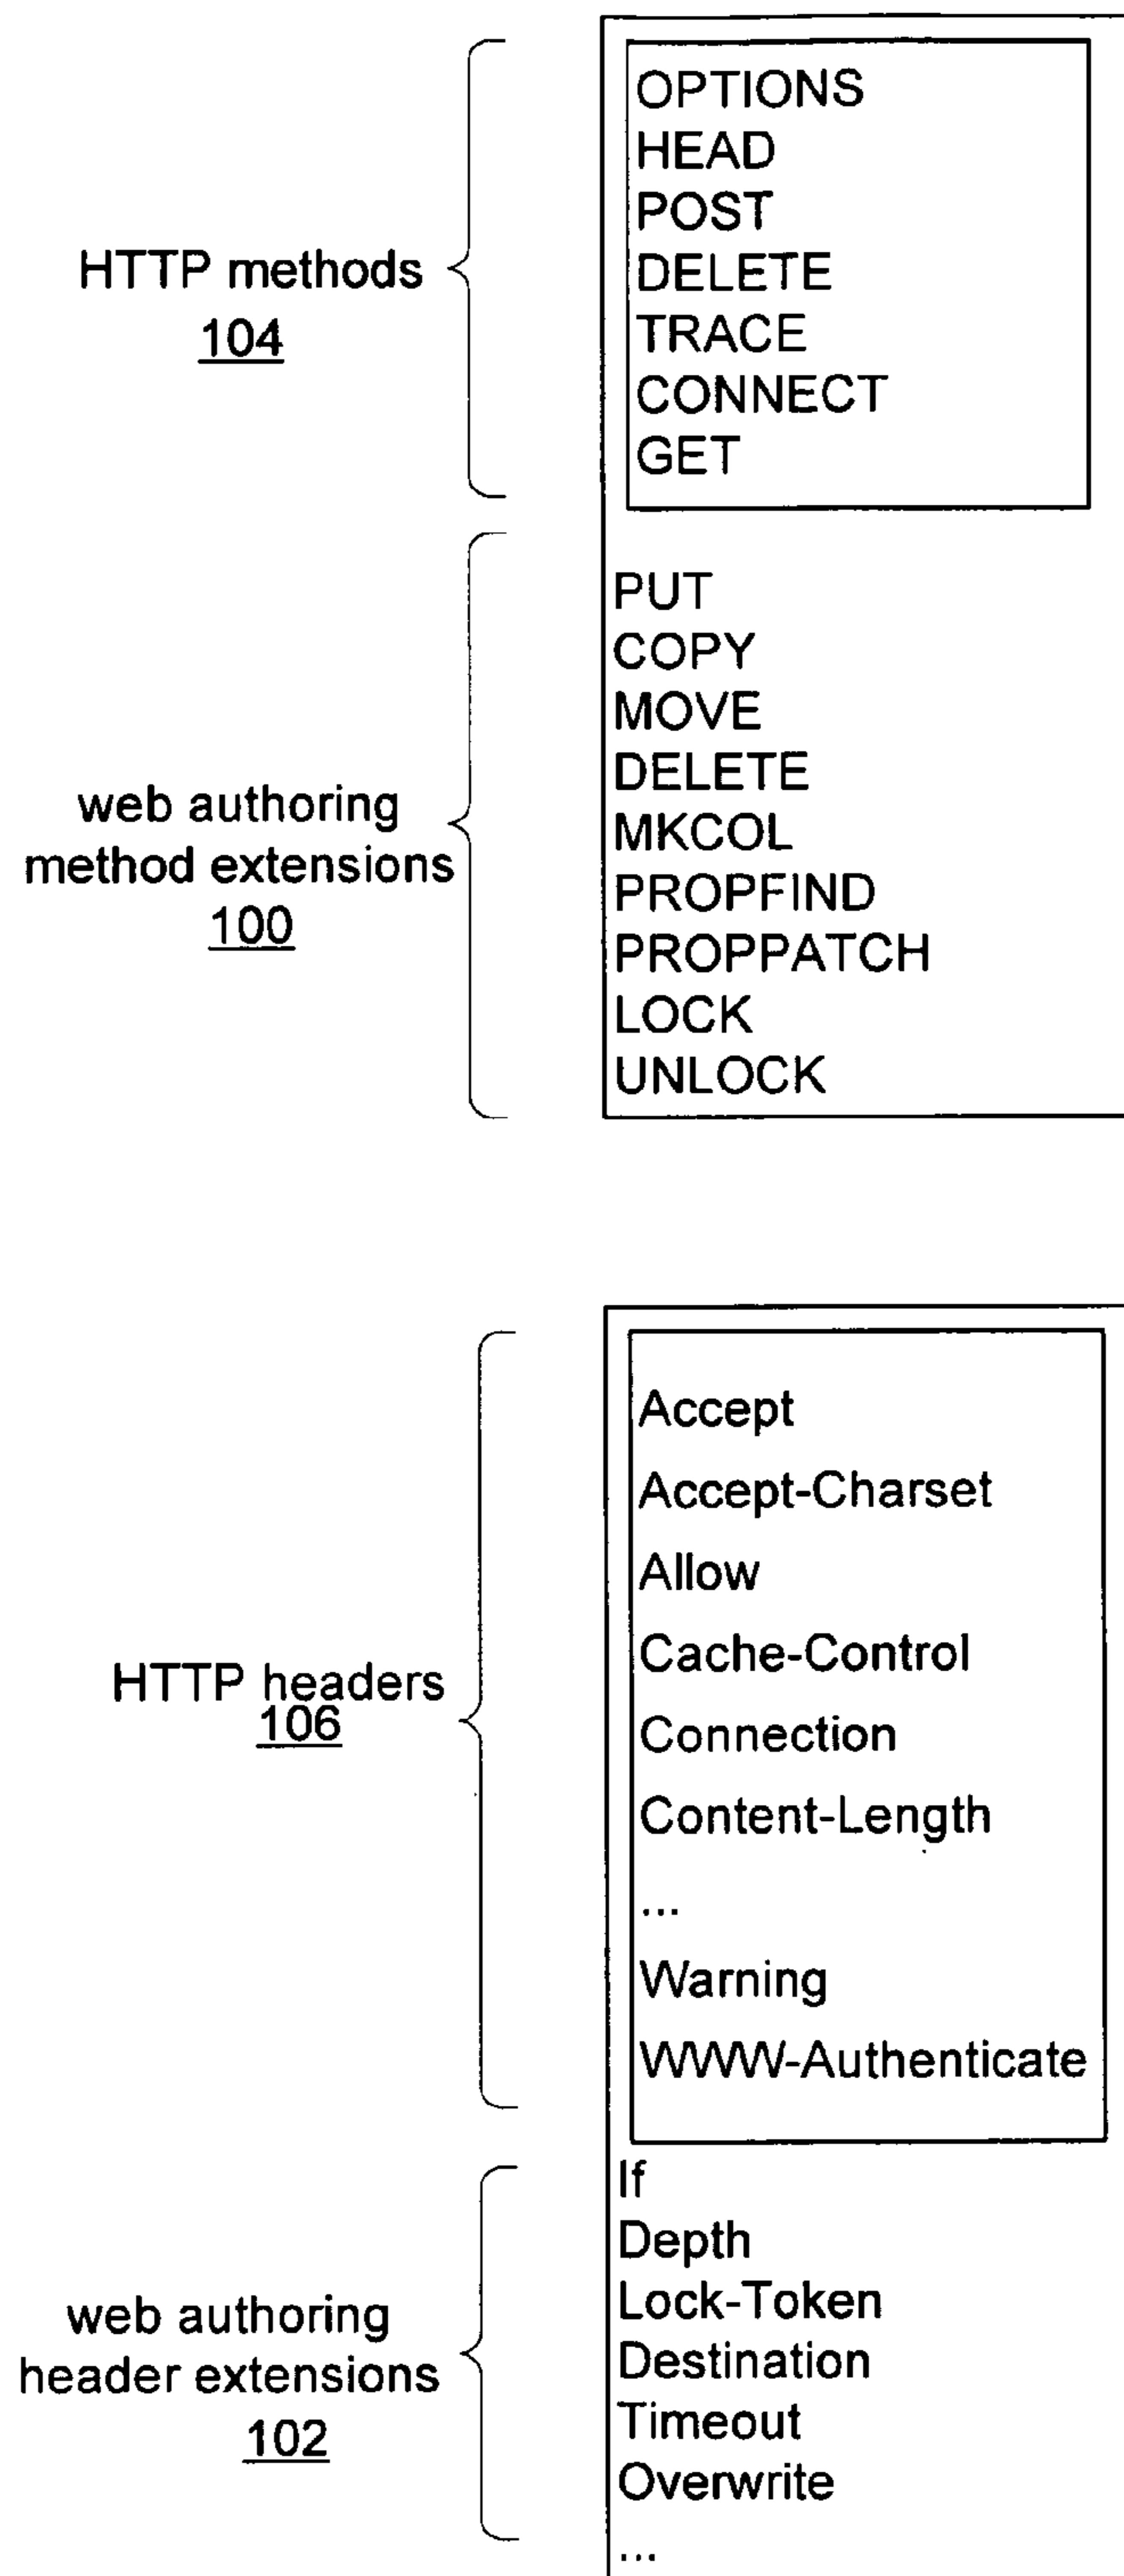 HTTP methods
104
OPTIONS
HEAD
POST
DELETE
TRACE
CONNECT
GET
web authoring
method extensions
100
PUT
COPY
MOVE
DELETE
MKCOL
PROPFIND
PROPPATCH
LOCK
UNLOCK
HTTP headers
106
Accept
Accept-Charset
Allow
Cache-Control
Connection
Content-Length
...
Warning
WWW-Authenticate
web authoring
header extensions
102
If
Depth
Lock-Token
Destination
Timeout
Overwrite
...